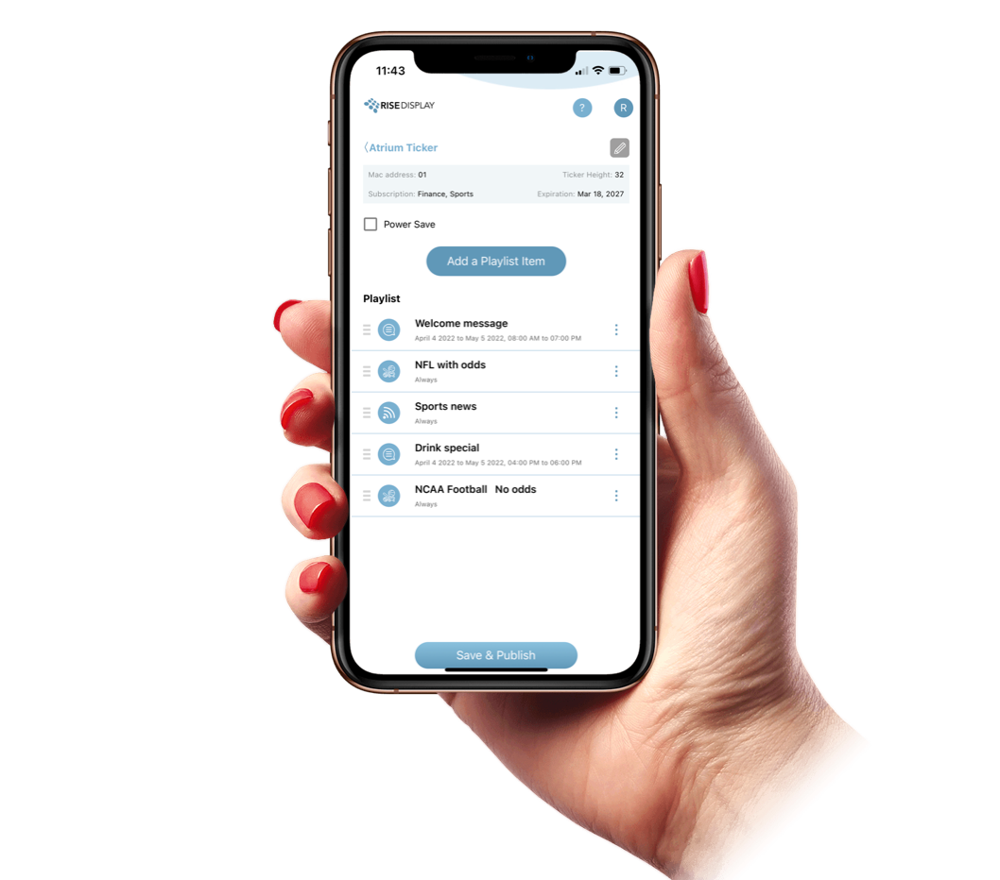 11:43
RISEDISPLAY
?
R
Atrium Ticker
Mac address: 01 Ticker Height: 32
Subscription: Finance, Sports Expiration: Mar 18, 2027
Power Save
Add a Playlist Item
Playlist
Welcome message
April 4 2022 to May 5 2022, 08:00 AM to 07:00 PM
NFL with odds
Always
Sports news
Always
Drink special
April 4 2022 to May 5 2022, 04:00 PM to 06:00 PM
NCAA Football No odds
Always
Save & Publish